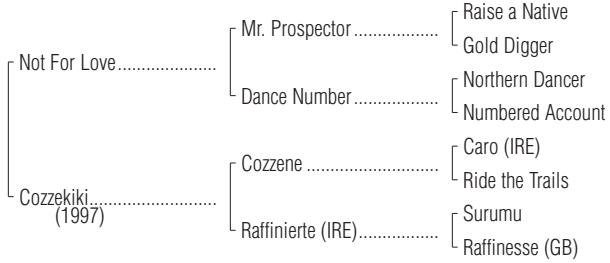 Raise a Native
Mr. Prospector ..................
Gold Digger
Not For Love .....................
Northern Dancer
Dance Number ..................
Numbered Account
Caro (IRE)
Cozzene ............................
Ride the Trails
Cozzekiki ...........................
(1997)
Surumu
Raffinierte (IRE) .................
Raffinesse (GB)